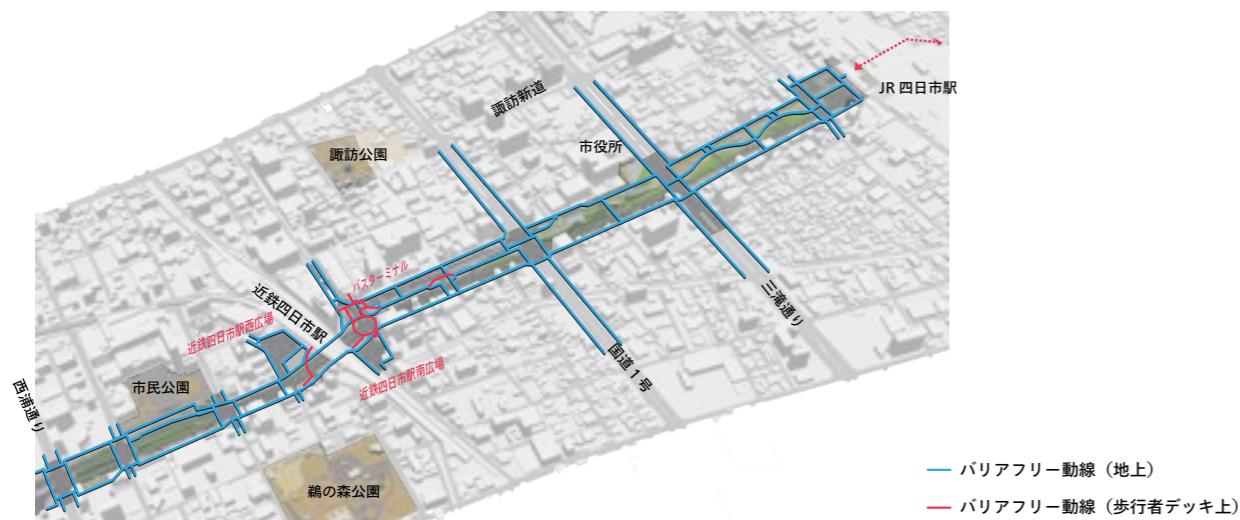 JR 四日市駅
諏訪新道
市役所
諏訪公園
バスターミナル
近鉄四日市駅
三滝通り
近鉄四日市駅西広場
国道1号
近鉄四日市駅南広場
市民公園
西浦通り
鵜の森公園
バリアフリー動線（地上）
バリアフリー動線（歩行者デッキ上）